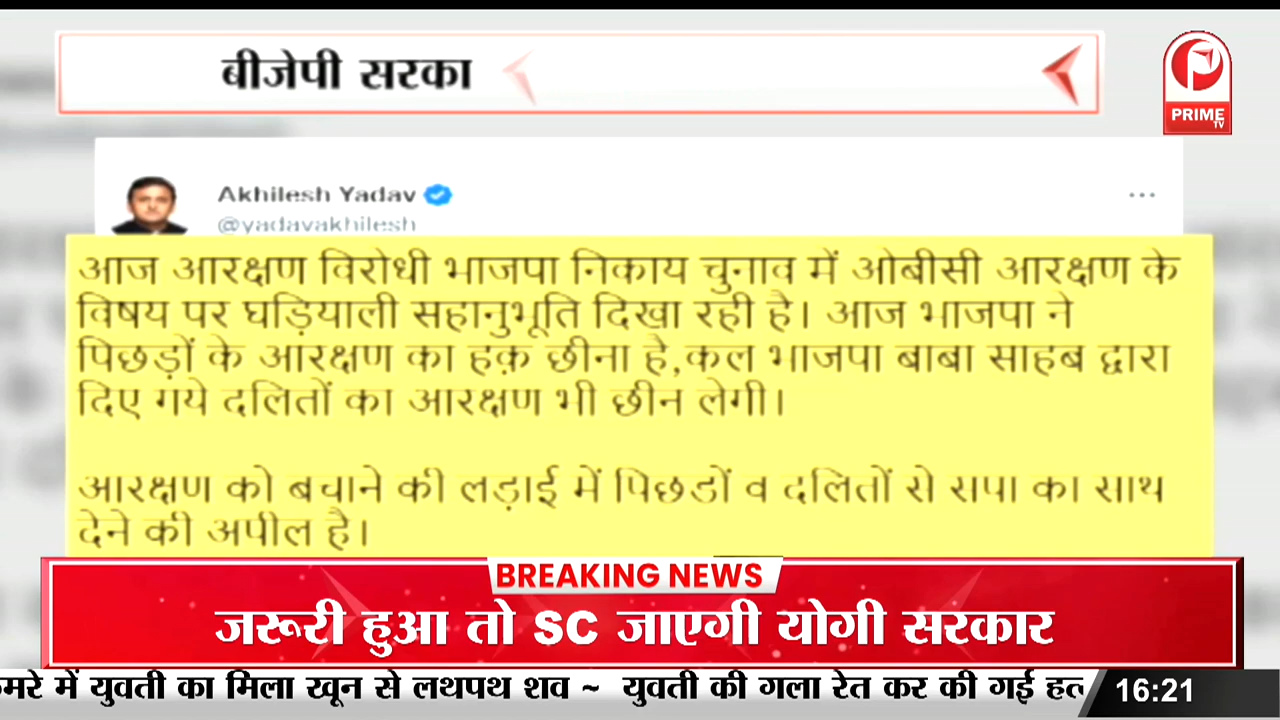 बीजेपी सरका
PRIME
TV
Akhilesh Yadav
@yadavakhilesh
आज आरक्षण विरोधी भाजपा निकाय चुनाव में ओबीसी आरक्षण के
विषय पर घड़ियाली सहानुभूति दिखा रही है। आज भाजपा ने
पिछड़ों के आरक्षण का हक़ छीना है,कल भाजपा बाबा साहब द्वारा
दिए गये दलितों का आरक्षण भी छीन लेगी।
आरक्षण को बचाने की लड़ाई में पिछडों व दलितों से सपा का साथ
देने की अपील है।
BREAKING NEWS
जरूरी हुआ तो SC जाएगी योगी सरकार
में युवती का मिला खून से लथपथ शव ~ युवती की गला रेत कर की गई
16:21